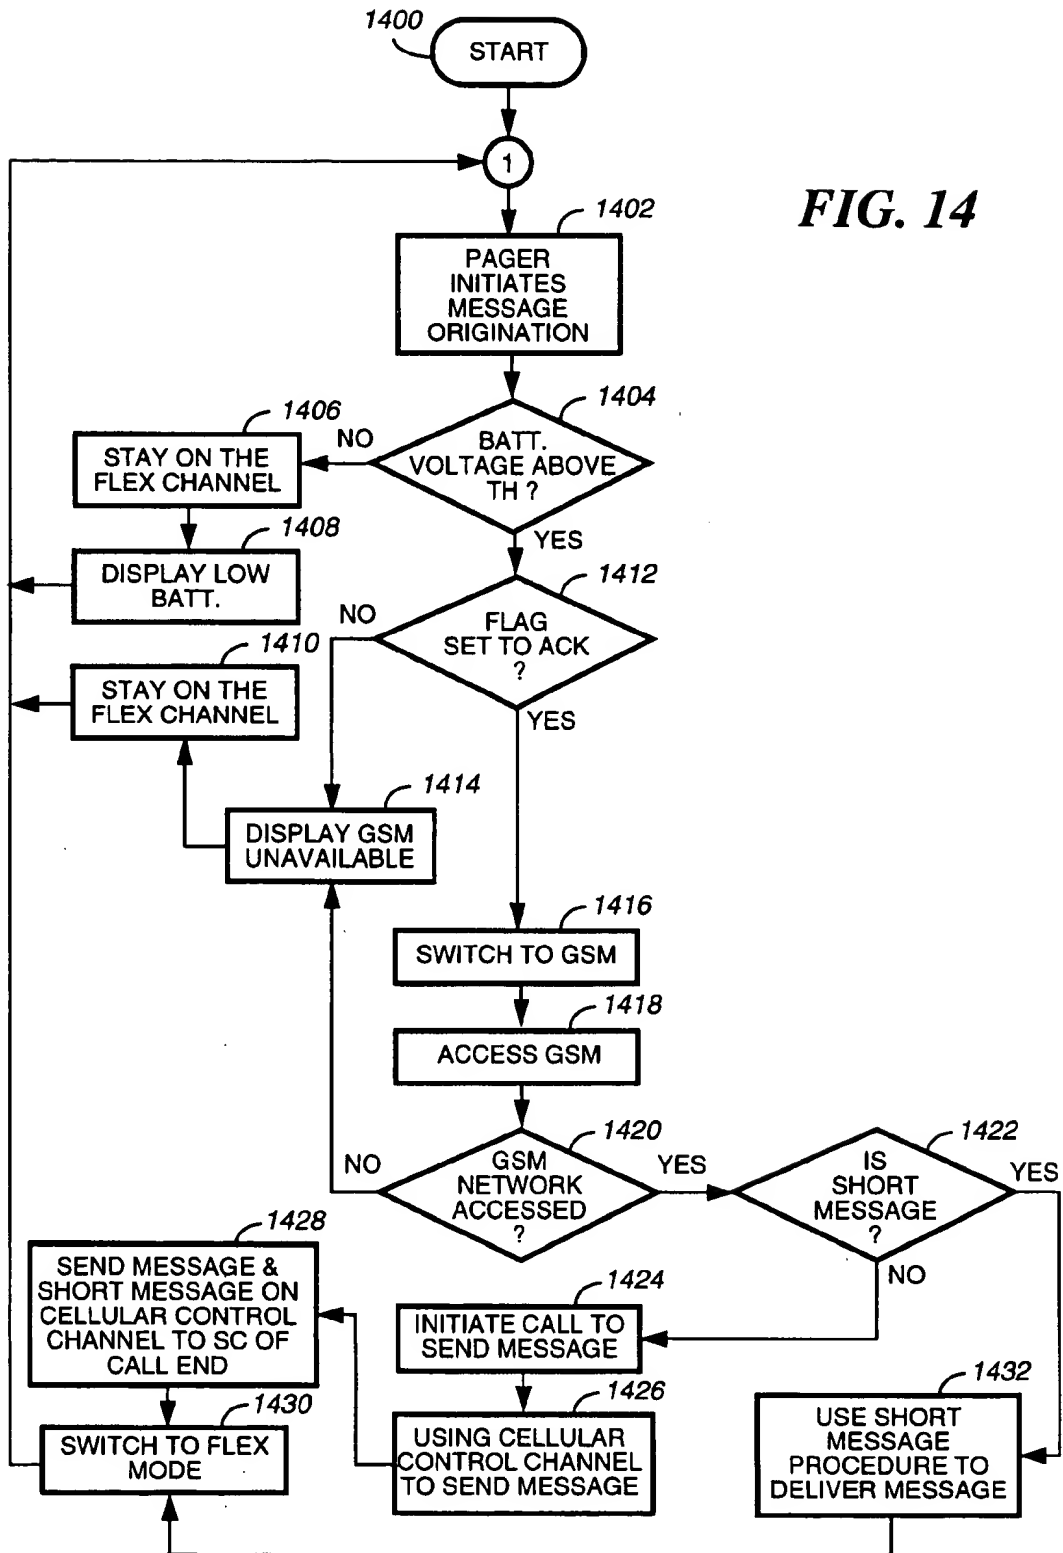 1400
START
1
FIG. 14
1402
PAGER
INITIATES
MESSAGE
ORIGINATION
1404
BATT.
VOLTAGE ABOVE
TH ?
NO
YES
1406
STAY ON THE
FLEX CHANNEL
1408
DISPLAY LOW
BATT.
1412
FLAG
SET TO ACK
?
NO
YES
1410
STAY ON THE
FLEX CHANNEL
1414
DISPLAY GSM
UNAVAILABLE
1416
SWITCH TO GSM
1418
ACCESS GSM
1420
GSM
NETWORK
ACCESSED
?
NO
YES
1422
IS
SHORT
MESSAGE
?
YES
NO
1428
SEND MESSAGE &
SHORT MESSAGE ON
CELLULAR CONTROL
CHANNEL TO SC OF
CALL END
1424
INITIATE CALL TO
SEND MESSAGE
1430
SWITCH TO FLEX
MODE
1426
USING CELLULAR
CONTROL CHANNEL
TO SEND MESSAGE
1432
USE SHORT
MESSAGE
PROCEDURE TO
DELIVER MESSAGE